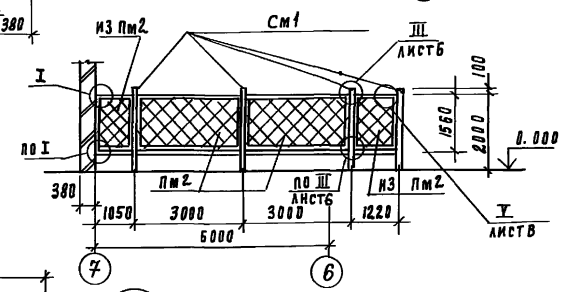 380
ИЗ Пм2
См1
III
ЛИСТ6
I
по I
100
1560
2000
0.000
380
Пм2
ПО III
ЛИСТ6
ИЗ Пм2
1050
3000
3000
1220
V
ЛИСТ8
6000
7
6